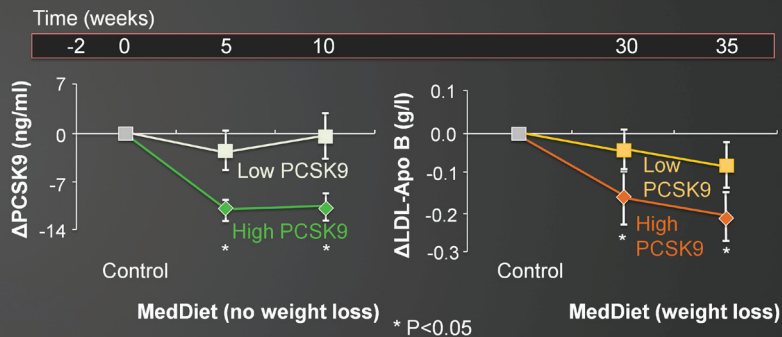 Time (weeks)
-2 0 5 10 30 35
ΔPCSK9 (ng/ml)
7
0
-7
-14
Low PCSK9
High PCSK9
* *
Control
MedDiet (no weight loss)
ΔLDL-Apo B (g/l)
0.1
0.0
-0.1
-0.2
-0.3
Low
PCSK9
High
PCSK9
* *
Control
MedDiet (weight loss)
* P<0.05